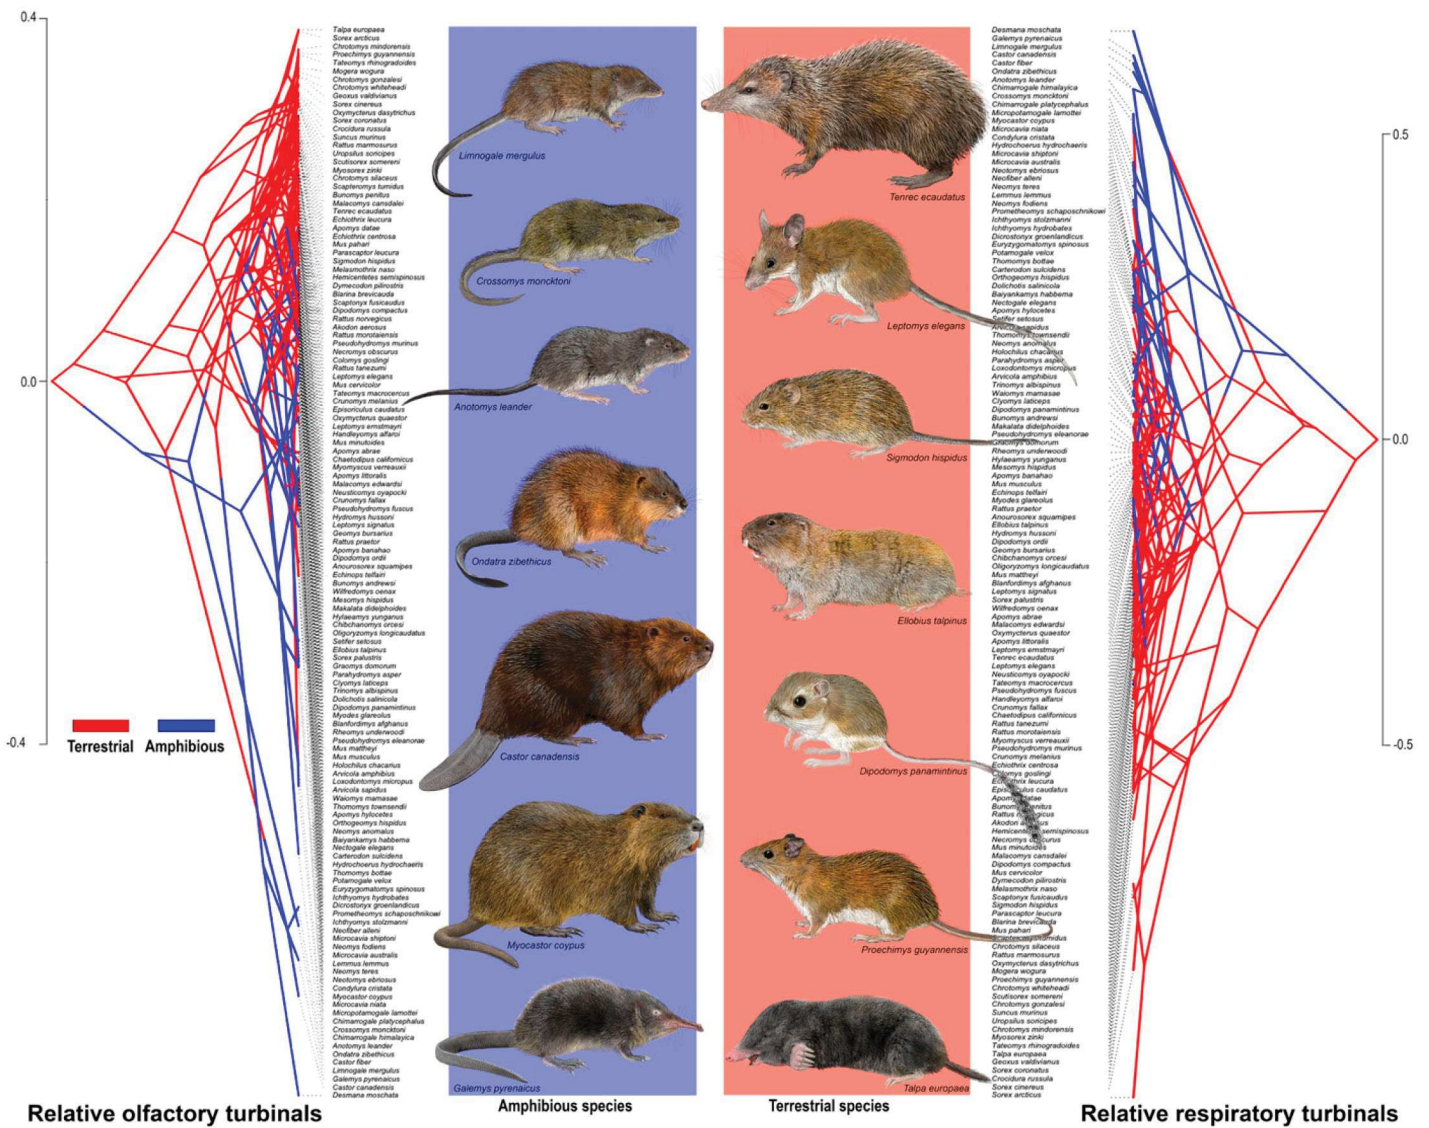 0.4
0.0
-0.4
Terrestrial
Amphibious
Talpa europaea
Sorex arcticus
Chrotomys mindorensis
Proechimys guyannensis
Tateomys rhinogradoides
Mogera wogura
Chrotomys gonzalesi
Chrotomys whiteheadi
Geoxus valdivianus
Sorex cinereus
Oxymycterus dasytrichus
Sorex coronatus
Crocidura russula
Suncus murinus
Rattus marmosurus
Uropsilus soricipes
Scutisorex somereni
Myosorex zinki
Chrotomys silaceus
Scapteromys tumidus
Bunomys penitus
Malacomys cansdalei
Tenrec ecaudatus
Echiothrix leucura
Apomys datae
Echiothrix centrosa
Mus pahari
Parascaptor leucura
Sigmodon hispidus
Melasmothrix naso
Hemicentetes semispinosus
Dymecodon pilirostris
Blarina brevicauda
Scaptonyx fusicaudus
Dipodomys compactus
Rattus norvegicus
Akodon aerosus
Rattus morotaiensis
Pseudohydromys murinus
Necromys obscurus
Colomys goslingi
Rattus tanezumi
Leptomys elegans
Mus cervicolor
Tateomys macrocercus
Crunomys melanius
Episoriculus caudatus
Oxymycterus quaestor
Leptomys ernstmayri
Handleyomys alfaroi
Mus minutoides
Apomys abrae
Chaetodipus californicus
Myomyscus verreauxii
Apomys littoralis
Malacomys edwardsi
Neusticomys oyapocki
Crunomys fallax
Pseudohydromys fuscus
Hydromys hussoni
Leptomys signatus
Geomys bursarius
Rattus praetor
Apomys banahao
Dipodomys ordii
Anourosorex squamipes
Echinops telfairi
Bunomys andrewsi
Wilfredomys oenax
Mesomys hispidus
Makalata didelphoides
Hylaeamys yunganus
Chibchanomys orcesi
Oligoryzomys longicaudatus
Setifer setosus
Ellobius talpinus
Sorex palustris
Graomys domorum
Parahydromys asper
Clyomys laticeps
Trinomys albispinus
Dolichotis salinicola
Dipodomys panamintinus
Myodes glareolus
Blanfordimys afghanus
Rheomys underwoodi
Pseudohydromys eleanorae
Mus mattheyi
Mus musculus
Holochilus chacarius
Arvicola amphibius
Loxodontomys micropus
Arvicola sapidus
Waiomys mamasae
Thomomys townsendii
Apomys hylocetes
Orthogeomys hispidus
Neomys anomalus
Baiyankamys habbema
Nectogale elegans
Carterodon sulcidens
Hydrochoerus hydrochaeris
Thomomys bottae
Potamogale velox
Euryzygomatomys spinosus
Ichthyomys hydrobates
Dicrostonyx groenlandicus
Prometheomys schaposchnikowi
Ichthyomys stolzmanni
Neofiber alleni
Microcavia shiptoni
Neomys fodiens
Microcavia australis
Lemmus lemmus
Neomys teres
Neotomys ebriosus
Condylura cristata
Myocastor coypus
Microcavia niata
Micropotamogale lamottei
Chimarrogale platycephalus
Crossomys moncktoni
Chimarrogale himalayica
Anotomys leander
Ondatra zibethicus
Castor fiber
Limnogale mergulus
Galemys pyrenaicus
Castor canadensis
Desmana moschata
Relative olfactory turbinals
Limnogale mergulus
Crossomys moncktoni
Anotomys leander
Ondatra zibethicus
Castor canadensis
Myocastor coypus
Galemys pyrenaicus
Amphibious species
Tenrec ecaudatus
Leptomys elegans
Sigmodon hispidus
Ellobius talpinus
Dipodomys panamintinus
Proechimys guyannensis
Talpa europaea
Terrestrial species
Desmana moschata
Galemys pyrenaicus
Limnogale mergulus
Castor canadensis
Castor fiber
Ondatra zibethicus
Anotomys leander
Chimarrogale himalayica
Crossomys moncktoni
Chimarrogale platycephalus
Micropotamogale lamottei
Myocastor coypus
Microcavia niata
Condylura cristata
Hydrochoerus hydrochaeris
Microcavia shiptoni
Microcavia australis
Neotomys ebriosus
Neofiber alleni
Neomys teres
Lemmus lemmus
Neomys fodiens
Prometheomys schaposchnikowi
Ichthyomys stolzmanni
Ichthyomys hydrobates
Dicrostonyx groenlandicus
Euryzygomatomys spinosus
Potamogale velox
Thomomys bottae
Carterodon sulcidens
Orthogeomys hispidus
Dolichotis salinicola
Baiyankamys habbema
Nectogale elegans
Apomys hylocetes
Setifer setosus
Arvicola sapidus
Thomomys townsendii
Neomys anomalus
Holochilus chacarius
Parahydromys asper
Loxodontomys micropus
Arvicola amphibius
Trinomys albispinus
Waiomys mamasae
Clyomys laticeps
Dipodomys panamintinus
Bunomys andrewsi
Makalata didelphoides
Pseudohydromys eleanorae
Graomys domorum
Rheomys underwoodi
Hylaeamys yunganus
Mesomys hispidus
Apomys banahao
Mus musculus
Echinops telfairi
Myodes glareolus
Rattus praetor
Anourosorex squamipes
Ellobius talpinus
Hydromys hussoni
Dipodomys ordii
Geomys bursarius
Chibchanomys orcesi
Oligoryzomys longicaudatus
Mus mattheyi
Blanfordimys afghanus
Leptomys signatus
Sorex palustris
Wilfredomys oenax
Apomys abrae
Malacomys edwardsi
Oxymycterus quaestor
Apomys littoralis
Leptomys ernstmayri
Tenrec ecaudatus
Leptomys elegans
Neusticomys oyapocki
Tateomys macrocercus
Pseudohydromys fuscus
Handleyomys alfaroi
Crunomys fallax
Chaetodipus californicus
Rattus tanezumi
Rattus morotaiensis
Myomyscus verreauxii
Pseudohydromys murinus
Crunomys melanius
Echiothrix centrosa
Colomys goslingi
Echiothrix leucura
Episoriculus caudatus
Apomys datae
Bunomys penitus
Rattus norvegicus
Akodon aerosus
Hemicentetes semispinosus
Necromys obscurus
Mus minutoides
Malacomys cansdalei
Dipodomys compactus
Mus cervicolor
Dymecodon pilirostris
Melasmothrix naso
Scaptonyx fusicaudus
Sigmodon hispidus
Parascaptor leucura
Blarina brevicauda
Mus pahari
Scapteromys tumidus
Chrotomys silaceus
Rattus marmosurus
Oxymycterus dasytrichus
Mogera wogura
Proechimys guyannensis
Chrotomys whiteheadi
Scutisorex somereni
Chrotomys gonzalesi
Suncus murinus
Uropsilus soricipes
Chrotomys mindorensis
Myosorex zinki
Tateomys rhinogradoides
Talpa europaea
Geoxus valdivianus
Sorex coronatus
Crocidura russula
Sorex cinereus
Sorex arcticus
0.5
0.0
-0.5
Relative respiratory turbinals